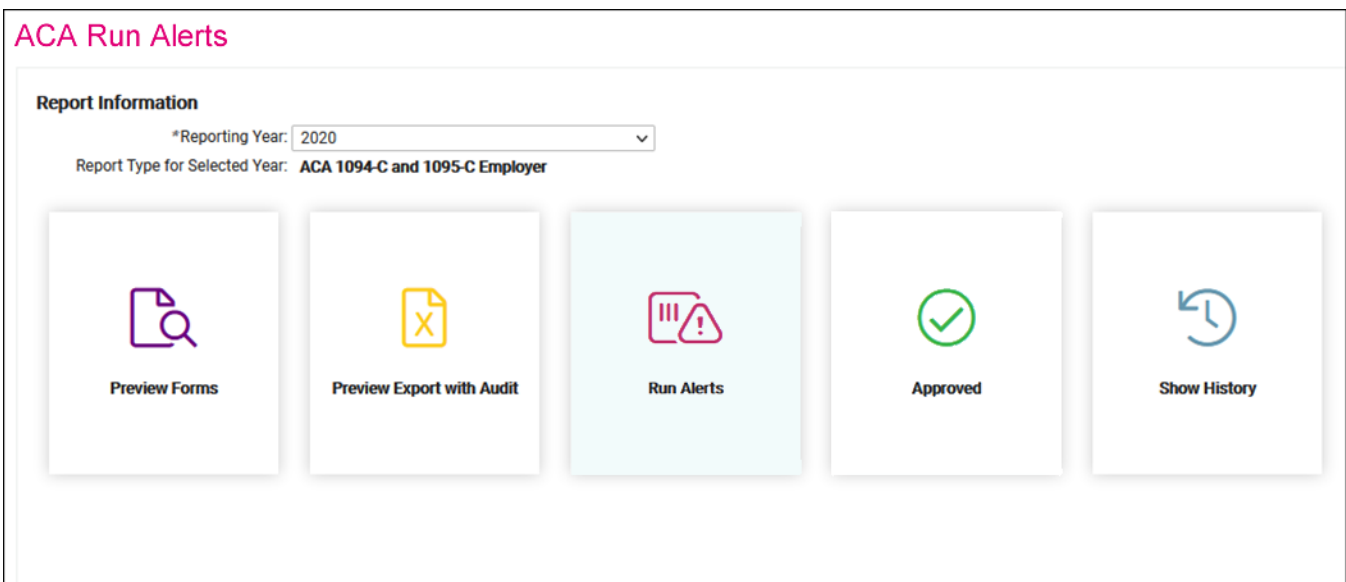 ACA Run Alerts
Report Information
*Reporting Year: 2020
Report Type for Selected Year: ACA 1094-C and 1095-C Employer
Preview Forms
Preview Export with Audit
Run Alerts
Approved
Show History